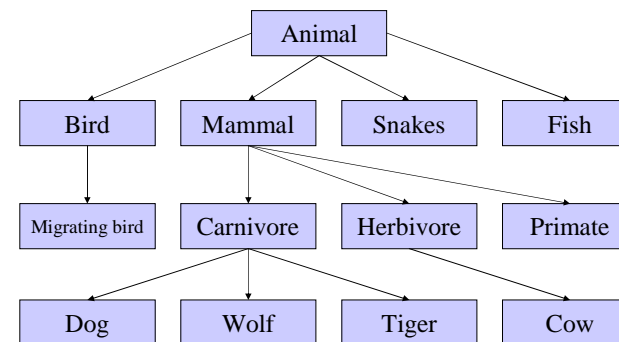 Animal
Bird
Mammal
Snakes
Fish
Migrating bird
Carnivore
Herbivore
Primate
Dog
Wolf
Tiger
Cow